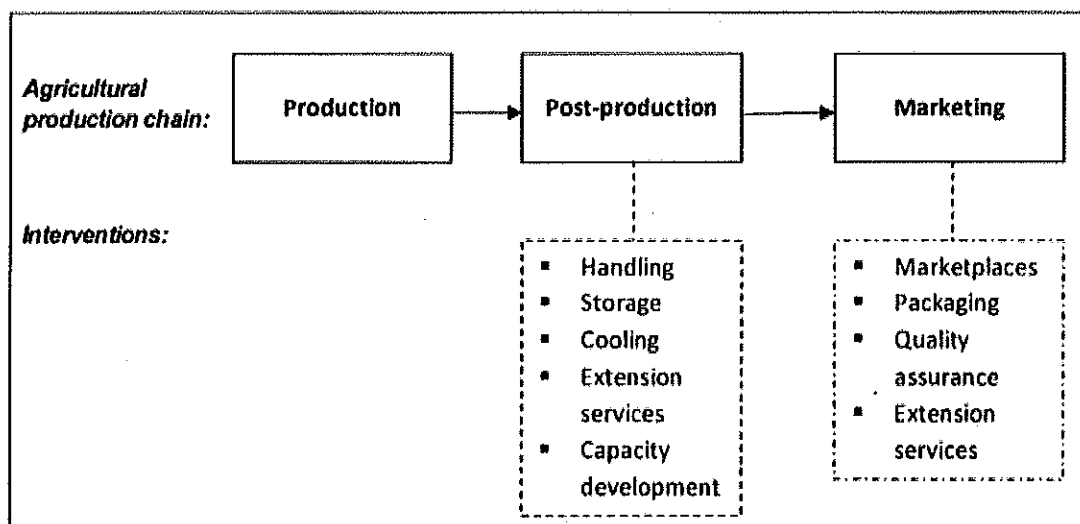 Agricultural
production chain:
Production
Post-production
Marketing
Interventions:
▪ Handling
▪ Storage
▪ Cooling
▪ Extension
services
▪ Capacity
development
▪ Marketplaces
▪ Packaging
▪ Quality
assurance
▪ Extension
services